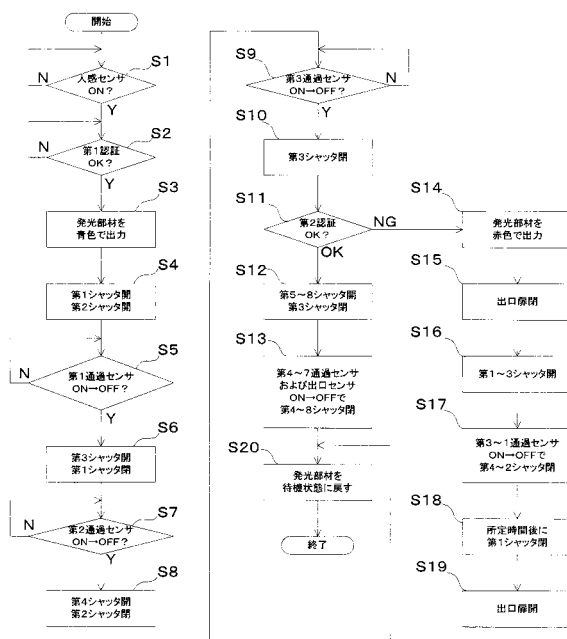 開始
S1
人感センサ
ON?
N
Y
S2
第1認証
OK?
N
Y
S3
発光部材を
青色で出力
S4
第1シャッタ開
第2シャッタ開
S5
第1通過センサ
ON→OFF?
N
Y
S6
第3シャッタ開
第1シャッタ閉
S7
第2通過センサ
ON→OFF?
N
Y
S8
第4シャッタ開
第2シャッタ閉
S9
第3通過センサ
ON→OFF?
N
Y
S10
第3シャッタ閉
S11
第2認証
OK?
NG
OK
S12
第5~8シャッタ開
第3シャッタ閉
S13
第4~7通過センサ
および出口センサ
ON→OFFで
第4~8シャッタ閉
S20
発光部材を
待機状態に戻す
終了
S14
発光部材を
赤色で出力
S15
出口扉閉
S16
第1~3シャッタ開
S17
第3~1通過センサ
ON→OFFで
第4~2シャッタ閉
S18
所定時間後に
第1シャッタ閉
S19
出口扉開